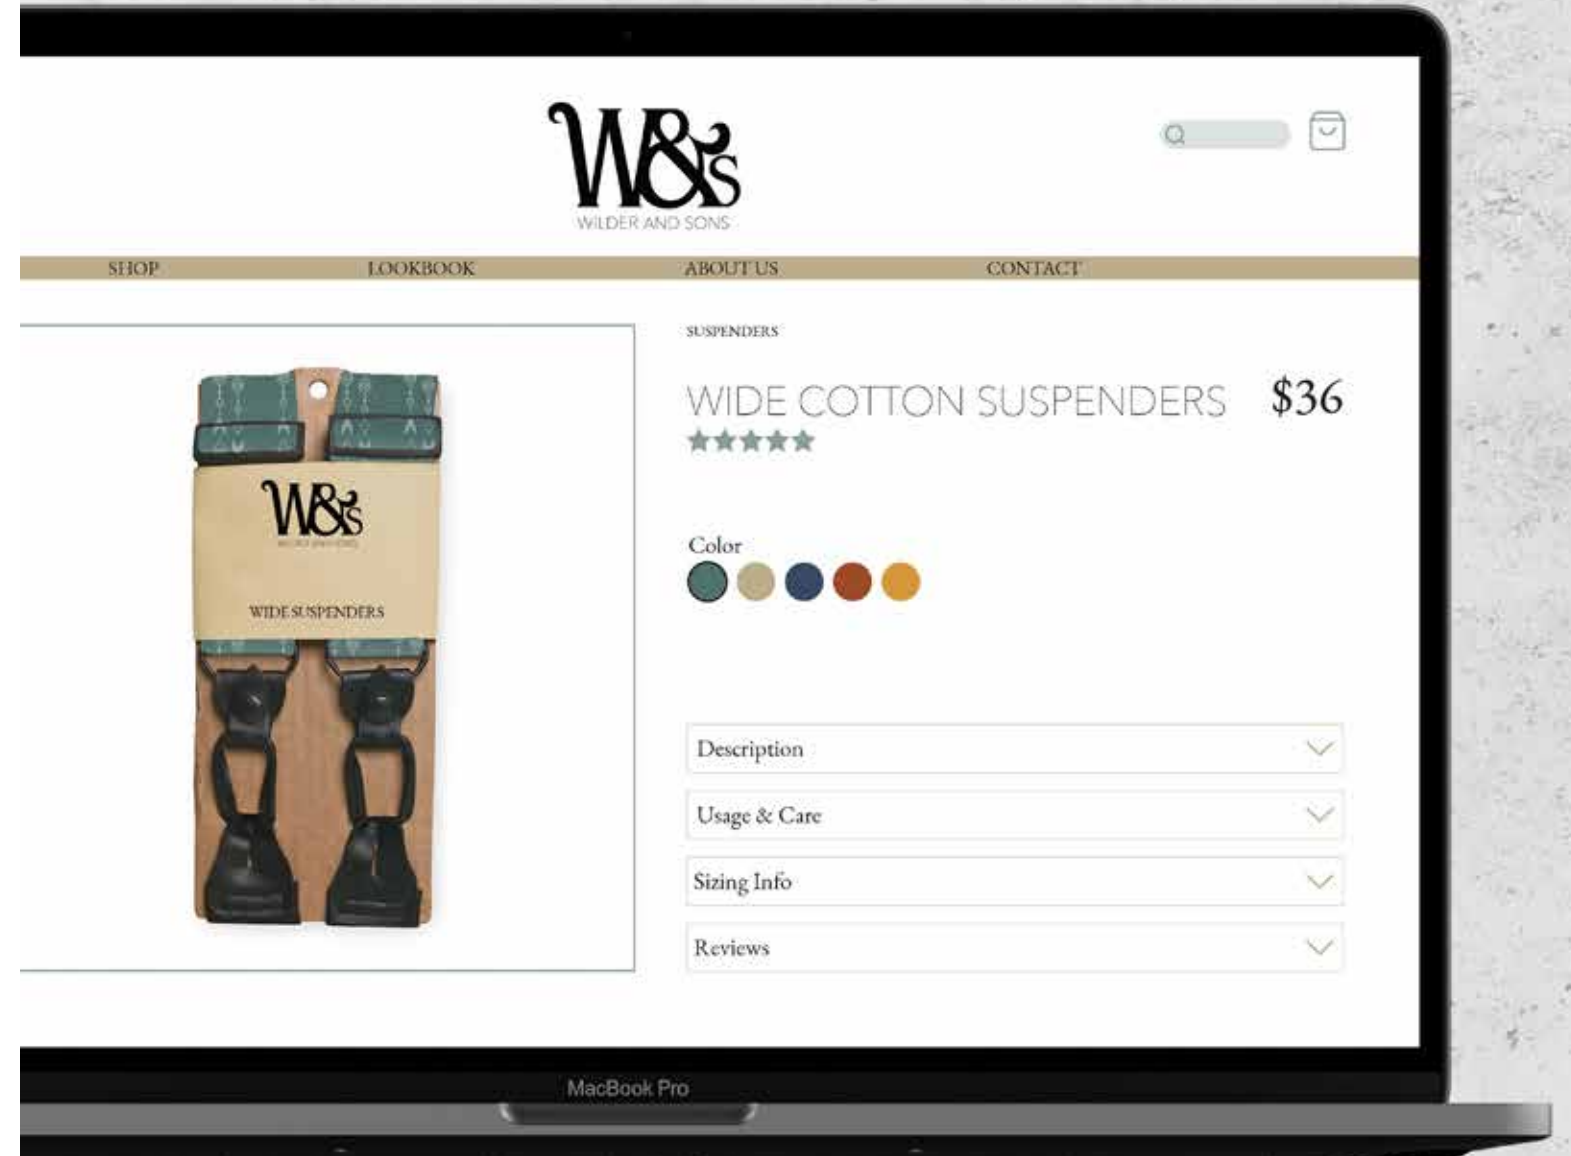 W&s
WILDER AND SONS
SHOP LOOKBOOK ABOUT US CONTACT
SUSPENDERS
WIDE COTTON SUSPENDERS $36
W&s
WIDE SUSPENDERS
Color
Description
Usage & Care
Sizing Info
Reviews
MacBook Pro